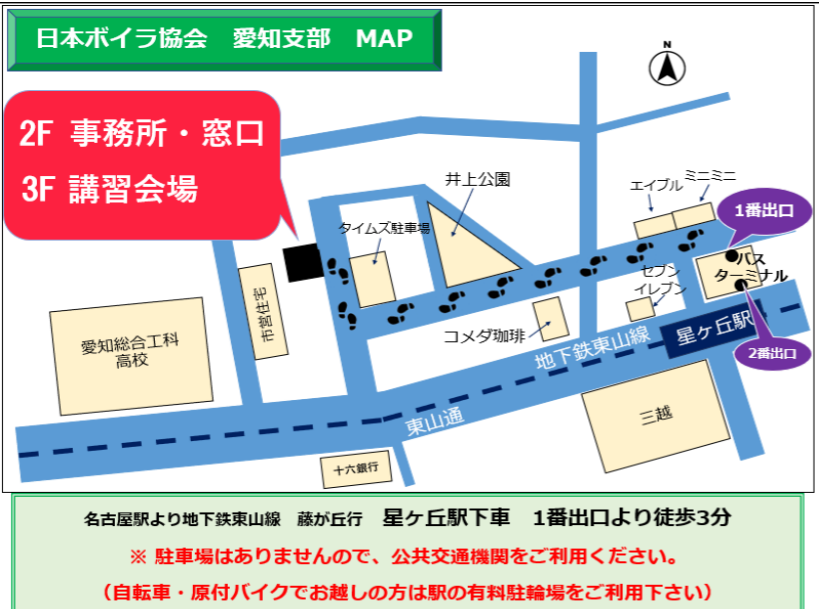 日本ボイラ協会　愛知支部　MAP
N
2F 事務所・窓口
3F 講習会場
井上公園
エイブル
ミニミニ
1番出口
タイムズ駐車場
バス
ターミナル
セブン
イレブン
市営住宅
愛知総合工科
高校
コメダ珈琲
地下鉄東山線
星ヶ丘駅
2番出口
東山通
三越
十六銀行
名古屋駅より地下鉄東山線　藤が丘行　星ケ丘駅下車　1番出口より徒歩3分
※ 駐車場はありませんので、公共交通機関をご利用ください。
（自転車・原付バイクでお越しの方は駅の有料駐輪場をご利用下さい）